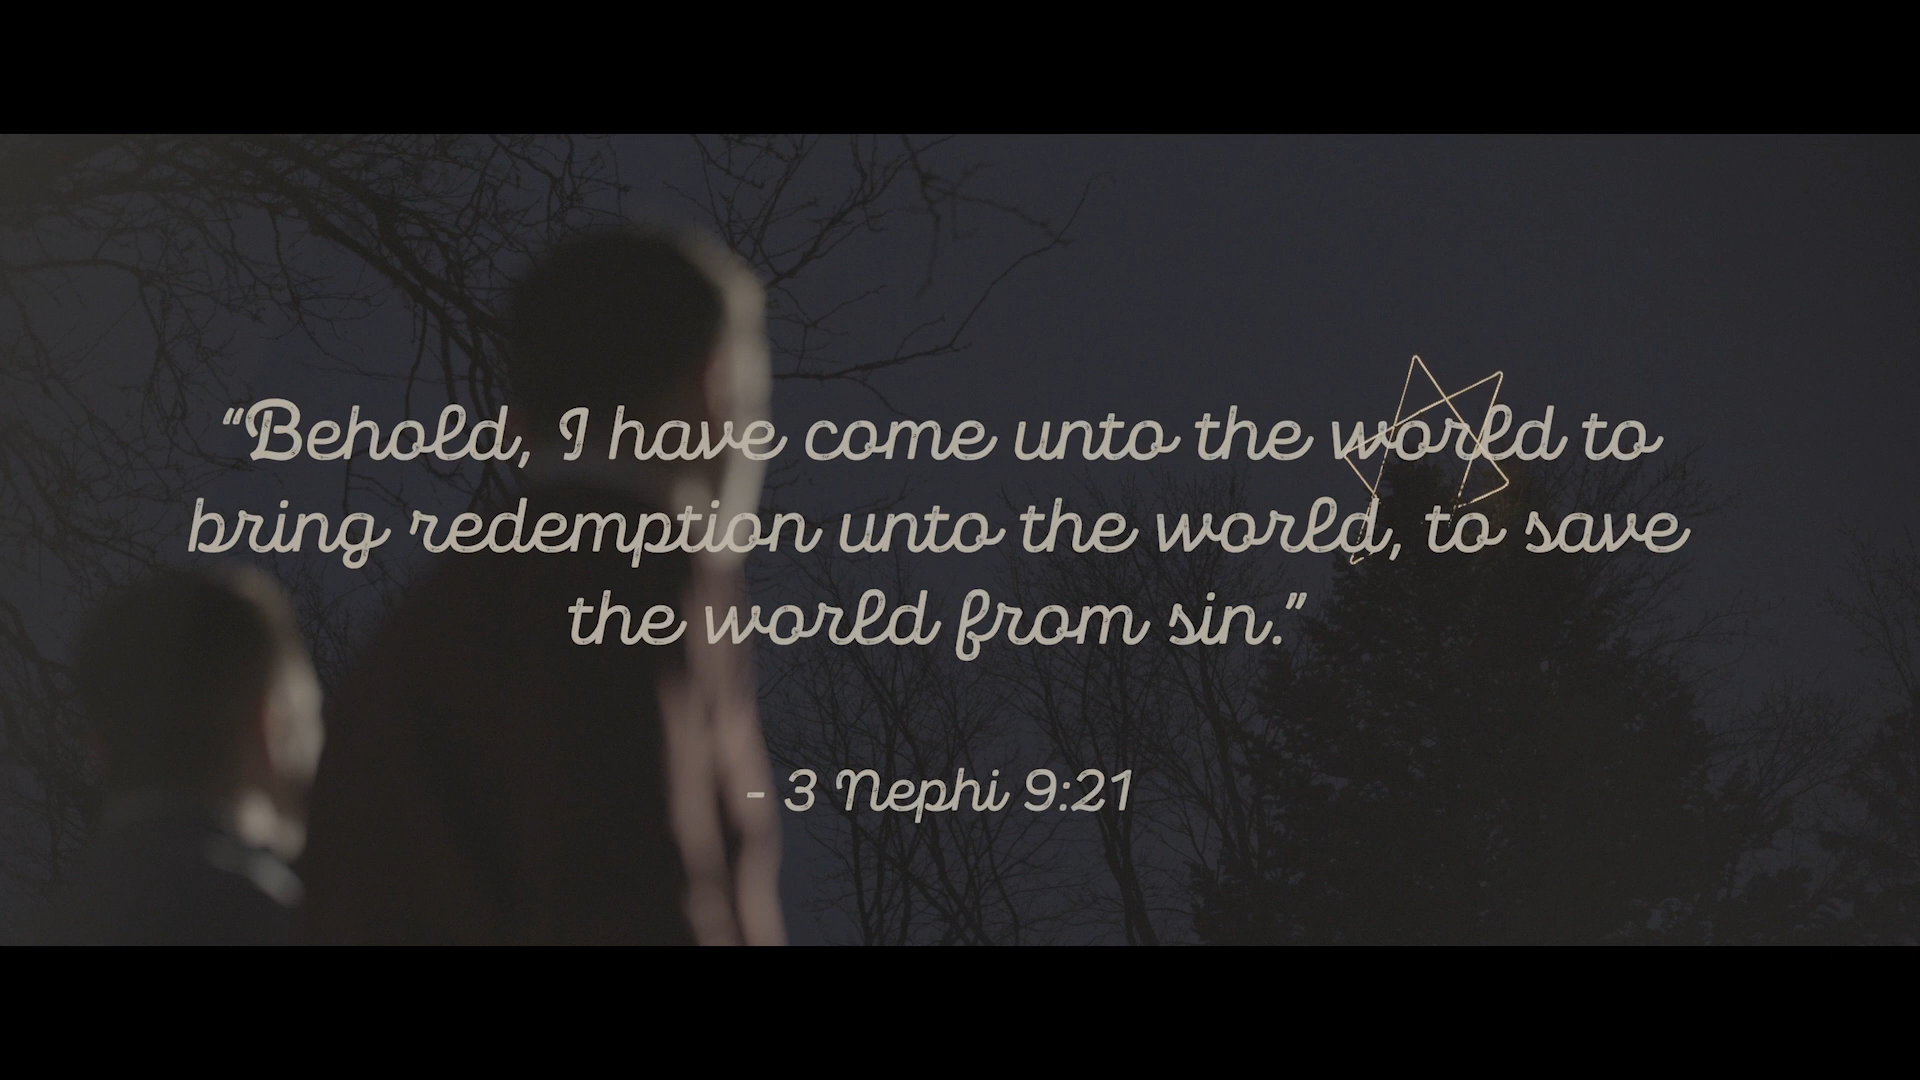 “Behold, I have come unto the world to
bring redemption unto the world, to save
the world from sin.”
- 3 Nephi 9:21